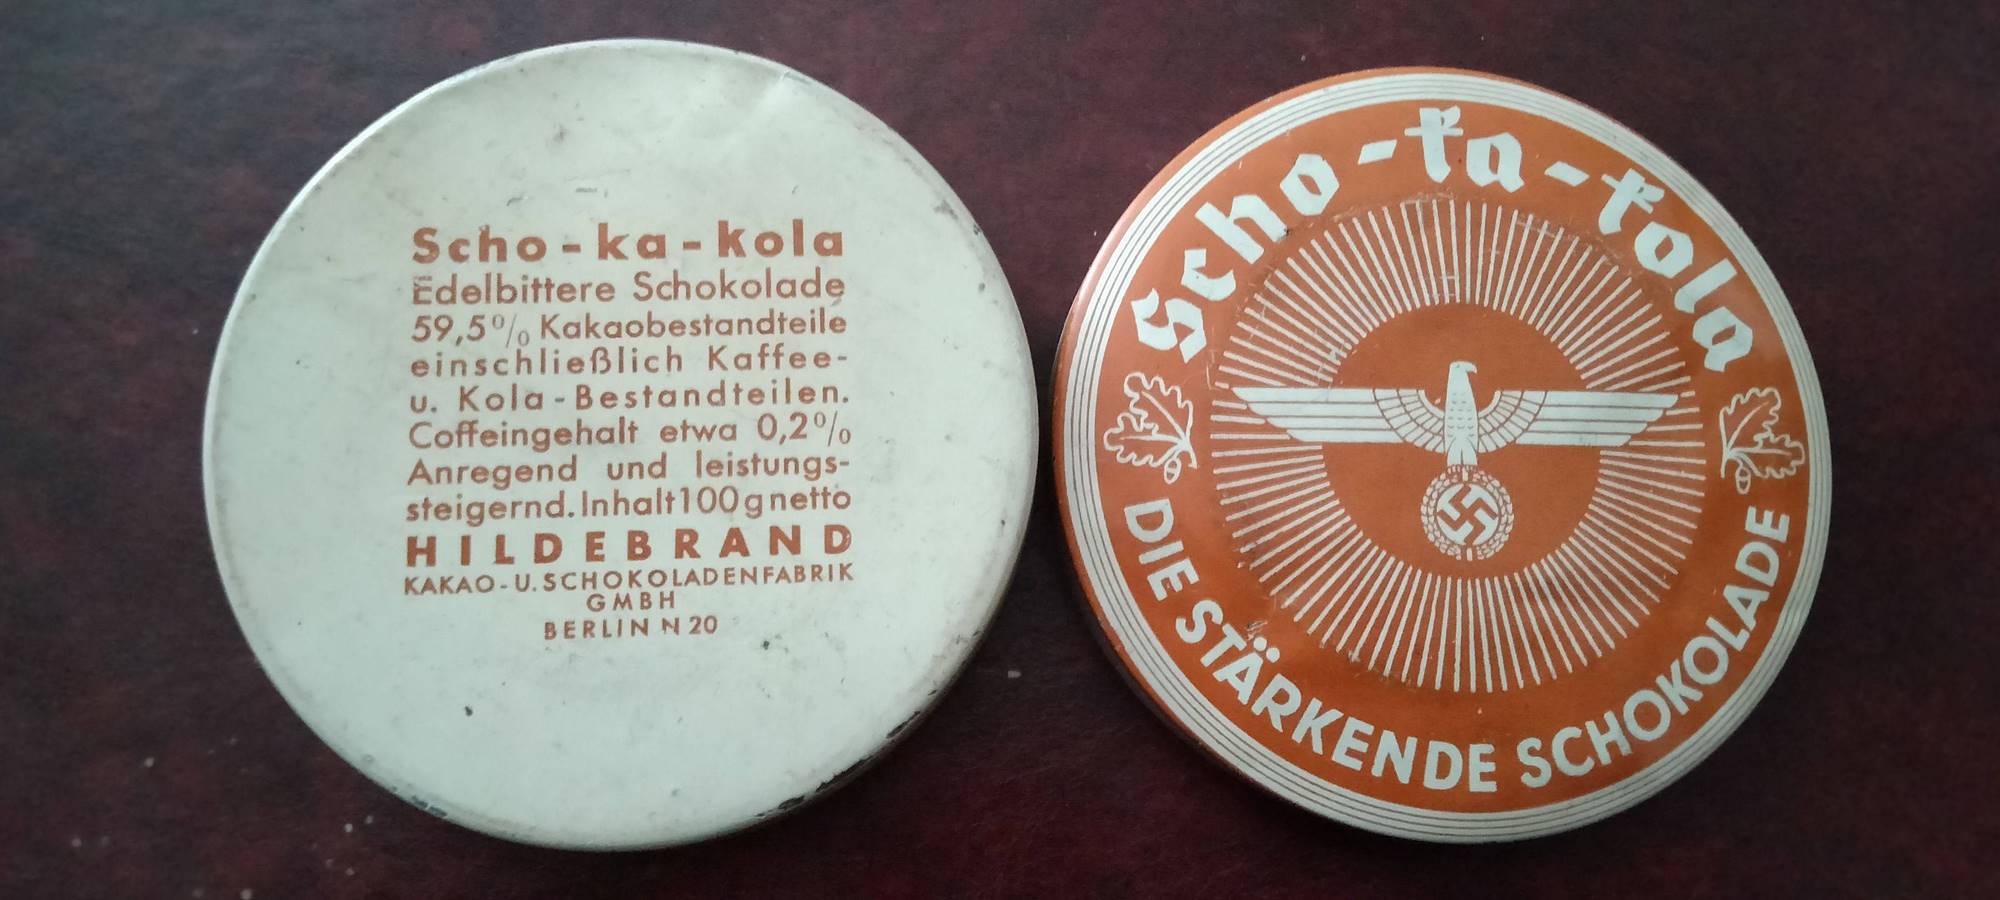 Scho-ka-kola
Edelbittere Schokolade
59,5% Kakaobestandteile
einschließlich Kaffee-
u. Kola-Bestandteilen.
Coffeingehalt etwa 0,2%
Anregend und leistungs-
steigernd. Inhalt 100 g netto
HILDEBRAND
KAKAO-U. SCHOKOLADENFABRIK
GMBH
BERLIN N 20
Scho-ka-kola
DIE STÄRKENDE SCHOKOLADE